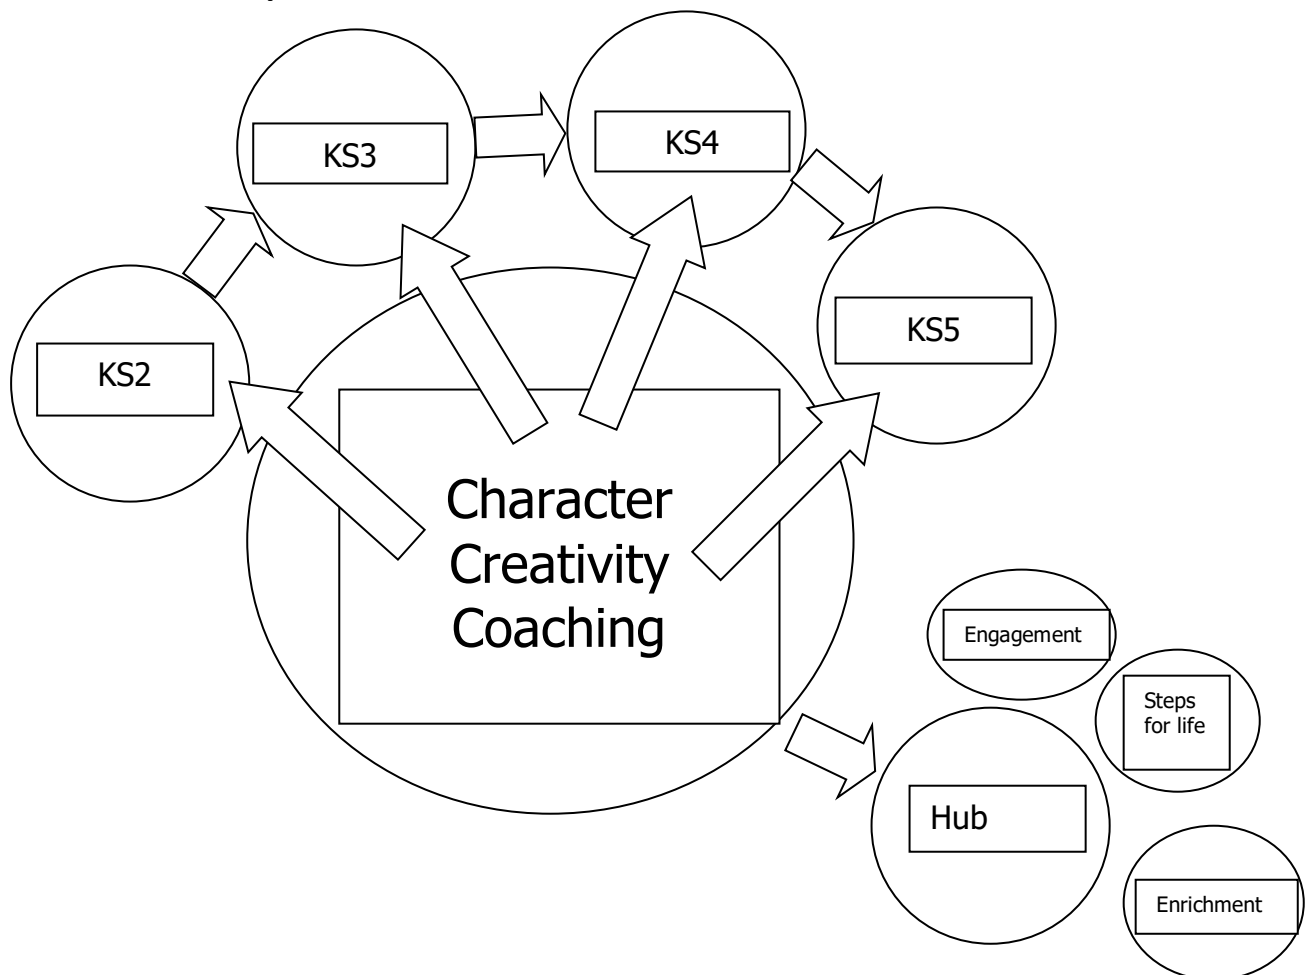 KS3
KS4
KS5
KS2
Character
Creativity
Coaching
Engagement
Steps
for life
Hub
Enrichment